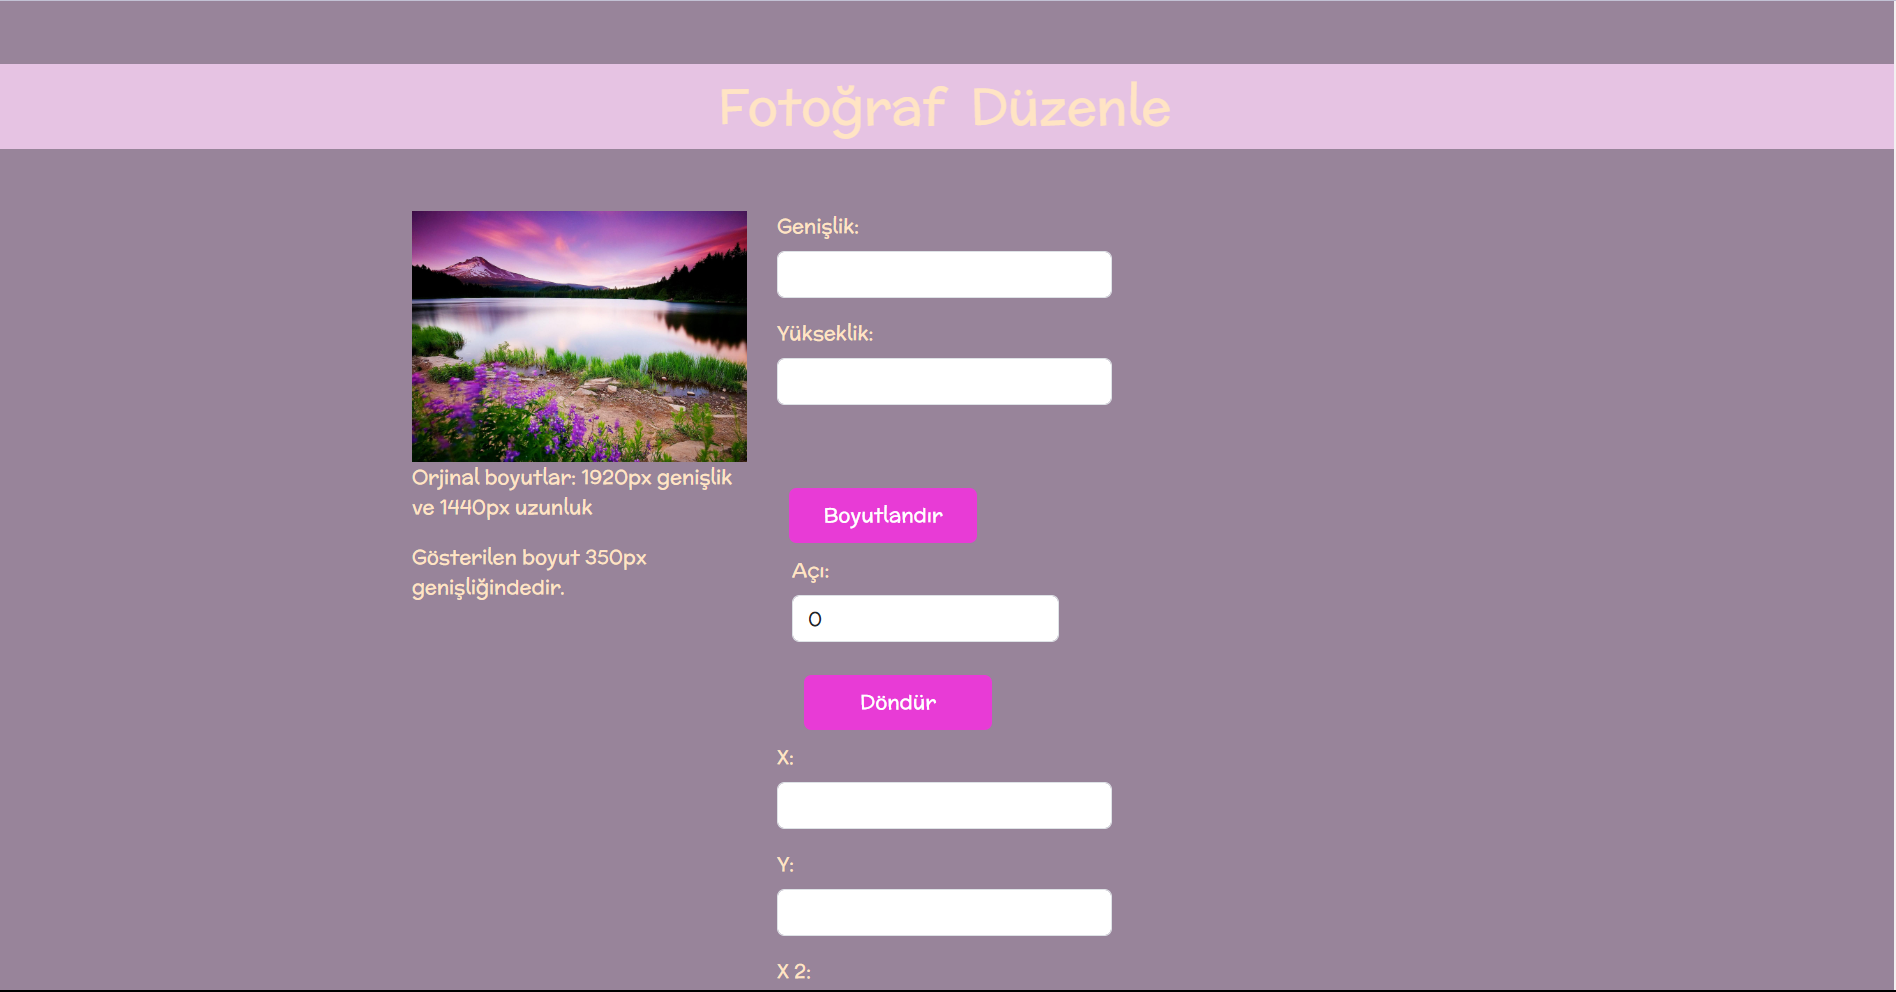 Fotoğraf Düzenle
Orjinal boyutlar: 1920px genişlik
ve 1440px uzunluk
Gösterilen boyut 350px
genişliğindedir.
Genişlik:
Yükseklik:
Boyutlandır
Açı:
0
Döndür
X:
Y:
X 2: